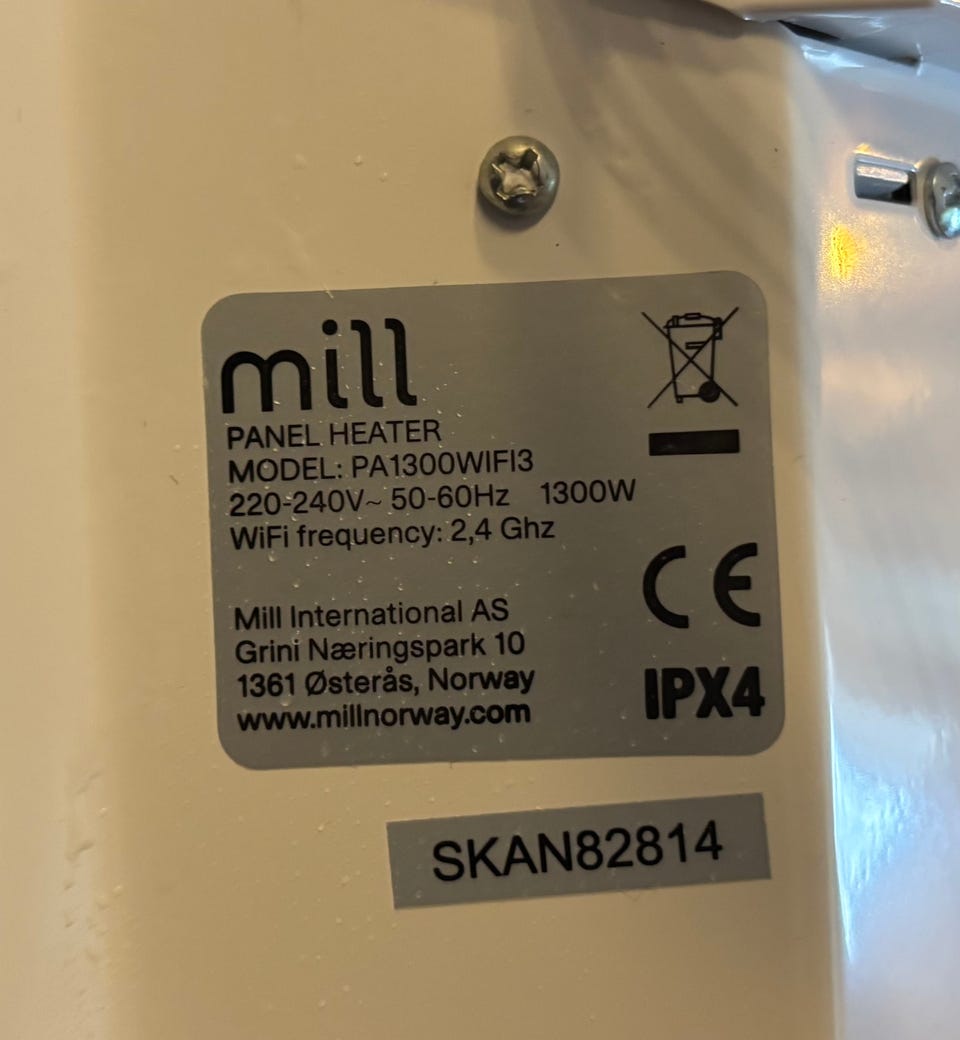 mill
PANEL HEATER
MODEL: PA1300WIFI3
220-240V~ 50-60Hz 1300W
WiFi frequency: 2,4 Ghz
Mill International AS
Grini Næringspark 10
1361 Østerås, Norway
www.millnorway.com
CE
IPX4
SKAN82814